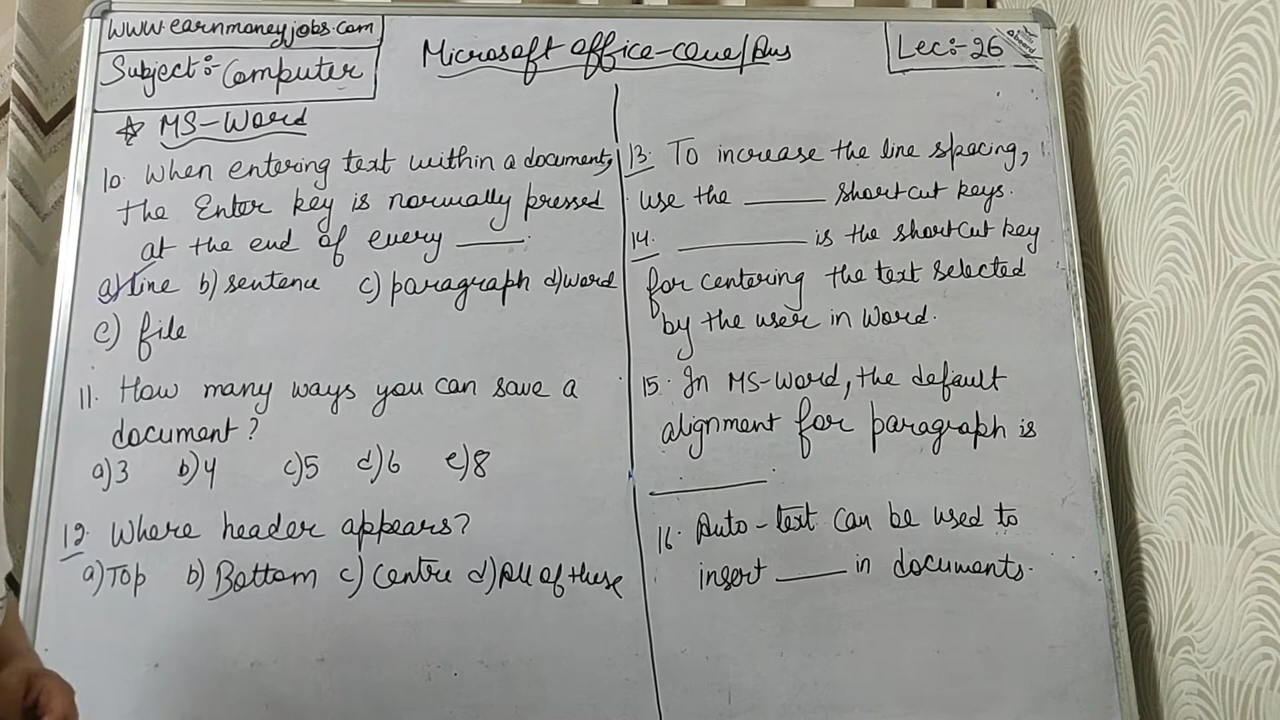 www.earnmoneyjobs.com
Subject:- Computer
Microsoft office-Que/Ans
Lec:-26
☆ MS-Word
10. When entering text within a document,
the Enter key is normally pressed
at the end of every ____.
a) line b) sentence c) paragraph d) word
e) file
11. How many ways you can save a
document?
a) 3 b) 4 c) 5 d) 6 e) 8
12. Where header appears?
a) Top b) Bottom c) Centre d) All of these
13. To increase the line spacing,
use the ____ shortcut keys.
14. ____ is the shortcut key
for centering the text selected
by the user in Word.
15. In MS-Word, the default
alignment for paragraph is
____
16. Auto-text can be used to
insert ____ in documents.